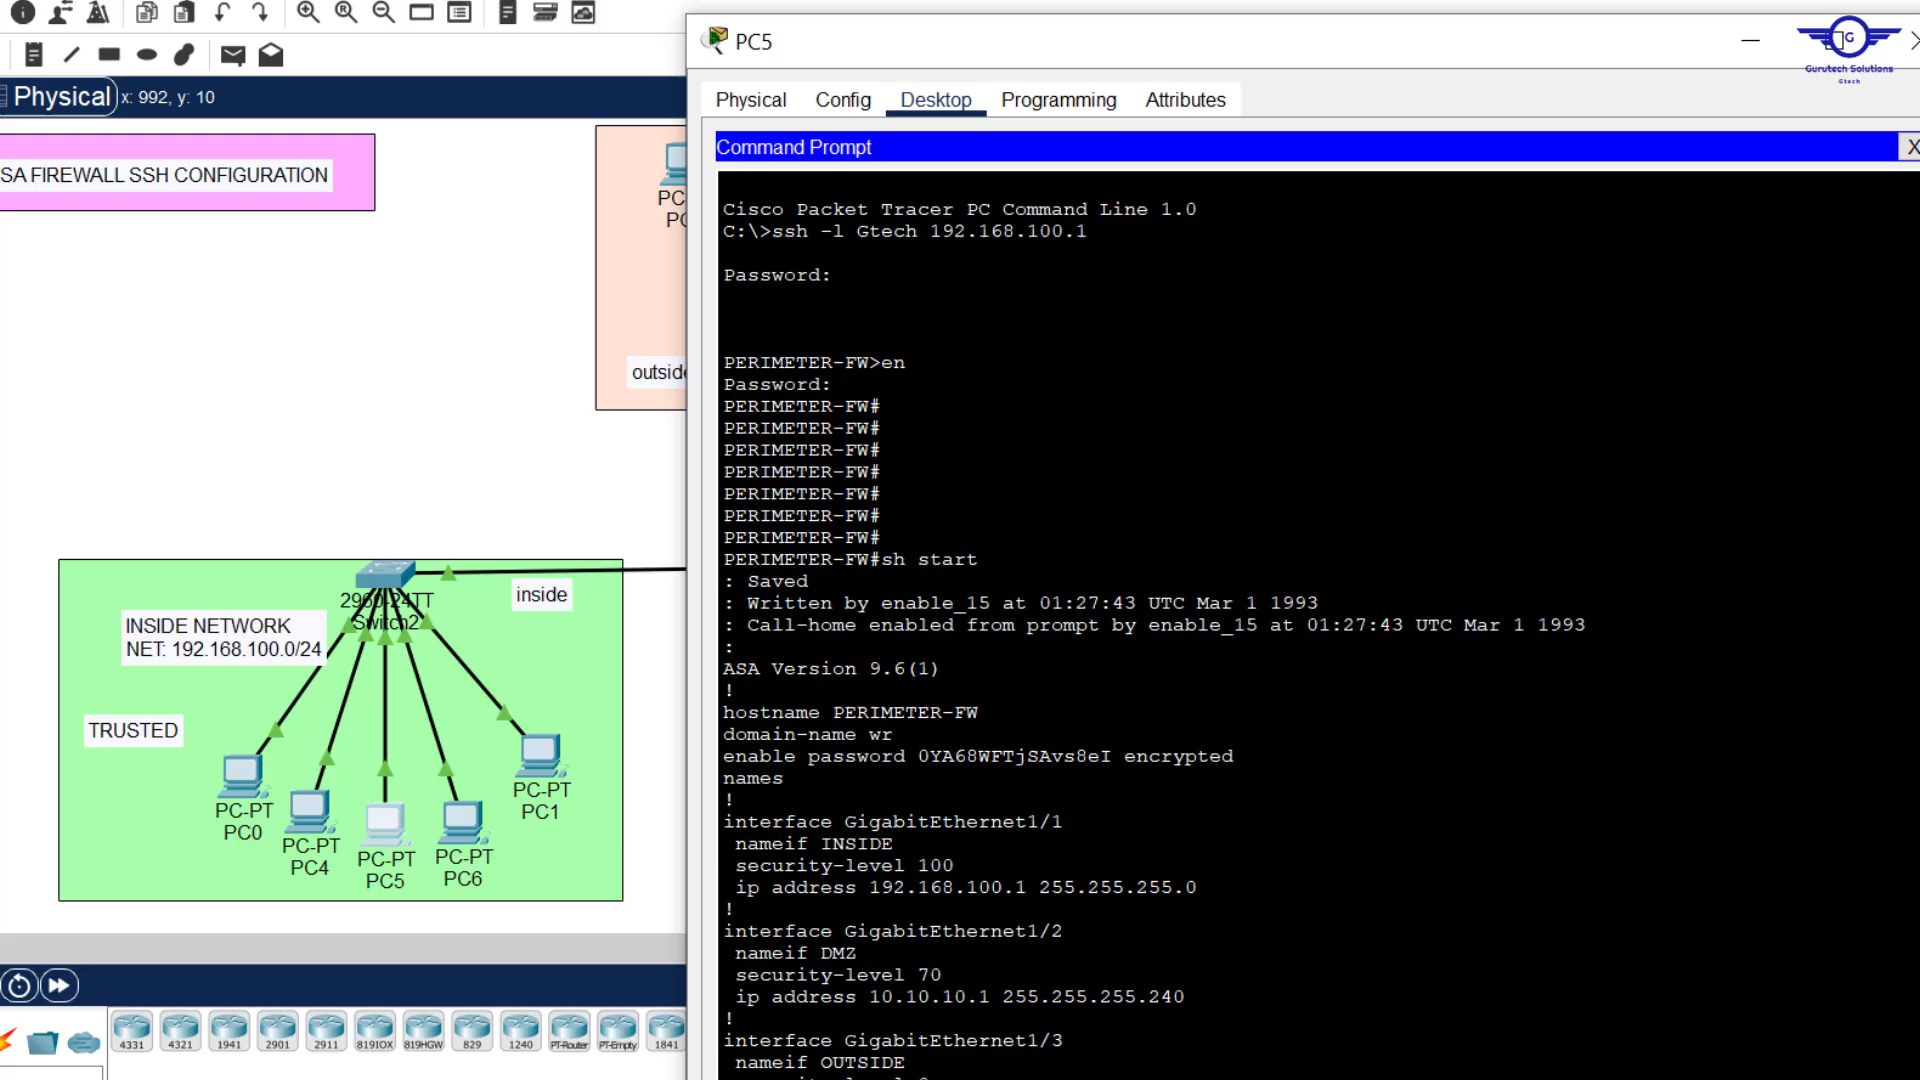 Physical
x: 992, y: 10
SA FIREWALL SSH CONFIGURATION
PC
outside
INSIDE NETWORK
NET: 192.168.100.0/24
TRUSTED
2960-24TT
Switch2
inside
PC-PT
PC0
PC-PT
PC4
PC-PT
PC5
PC-PT
PC6
PC-PT
PC1
4331
4321
1941
2901
2911
819IOX
819HGW
829
1240
PT-Router
PT-Empty
1841
PC5
G
Gurutech Solutions
Gtech
Physical
Config
Desktop
Programming
Attributes
Command Prompt
X
Cisco Packet Tracer PC Command Line 1.0
C:\>ssh -l Gtech 192.168.100.1
Password:
PERIMETER-FW>en
Password:
PERIMETER-FW#
PERIMETER-FW#
PERIMETER-FW#
PERIMETER-FW#
PERIMETER-FW#
PERIMETER-FW#
PERIMETER-FW#
PERIMETER-FW#sh start
: Saved
: Written by enable_15 at 01:27:43 UTC Mar 1 1993
: Call-home enabled from prompt by enable_15 at 01:27:43 UTC Mar 1 1993
:
ASA Version 9.6(1)
!
hostname PERIMETER-FW
domain-name wr
enable password 0YA68WFTjSAvs8eI encrypted
names
!
interface GigabitEthernet1/1
nameif INSIDE
security-level 100
ip address 192.168.100.1 255.255.255.0
!
interface GigabitEthernet1/2
nameif DMZ
security-level 70
ip address 10.10.10.1 255.255.255.240
!
interface GigabitEthernet1/3
nameif OUTSIDE